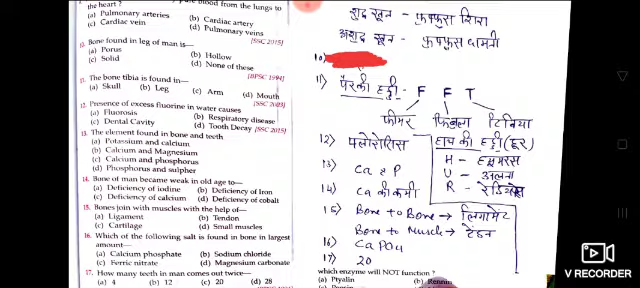 the heart ?
blood from the lungs to
(a) Pulmonary arteries
(b) Cardiac artery
(c) Cardiac vein
(d) Pulmonary veins
10. Bone found in leg of man is—
[SSC 2015]
(a) Porus
(b) Hollow
(c) Solid
(d) None of these
11. The bone tibia is found in—
[BPSC 1994]
(a) Skull
(b) Leg
(c) Arm
(d) Mouth
12. Presence of excess fluorine in water causes
(a) Fluorosis
(b) Respiratory disease
(c) Dental Cavity
(d) Tooth Decay
13. The element found in bone and teeth
(a) Potassium and calcium
(b) Calcium and Magnesium
(c) Calcium and phosphorus
(d) Phosphorus and sulpher
14. Bone of man became weak in old age to—
(a) Deficiency of iodine
(b) Deficiency of Iron
(c) Deficiency of calcium
(d) Deficiency of cobalt
15. Bones join with muscles with the help of—
(a) Ligament
(b) Tendon
(c) Cartilage
(d) Small muscles
16. Which of the following salt is found in bone in largest
amount—
(a) Calcium phosphate
(b) Sodium chloride
(c) Ferric nitrate
(d) Magnesium carbonate
17. How many teeth in man comes out twice—
(a) 4
(b) 12
(c) 20
(d) 28
शुद्ध खून - फुफ्फुस शिरा
अशुद्ध खून - फुफ्फुस धमनी
10)
11) पैर की हड्डी - F F T
फीमर फिबुला टिबिया
12) फ्लोरोसिस
13) Ca व P
14) Ca की कमी
15) Bone to Bone → लिगामेंट
Bone to Muscle → टेंडन
16) CaPO4
17) 20
हाथ की हड्डी (हूर)
H - ह्यूमरस
U - अलना
R - रेडियस
which enzyme will NOT function ?
(a) Ptyalin
(b) Rennin
V RECORDER